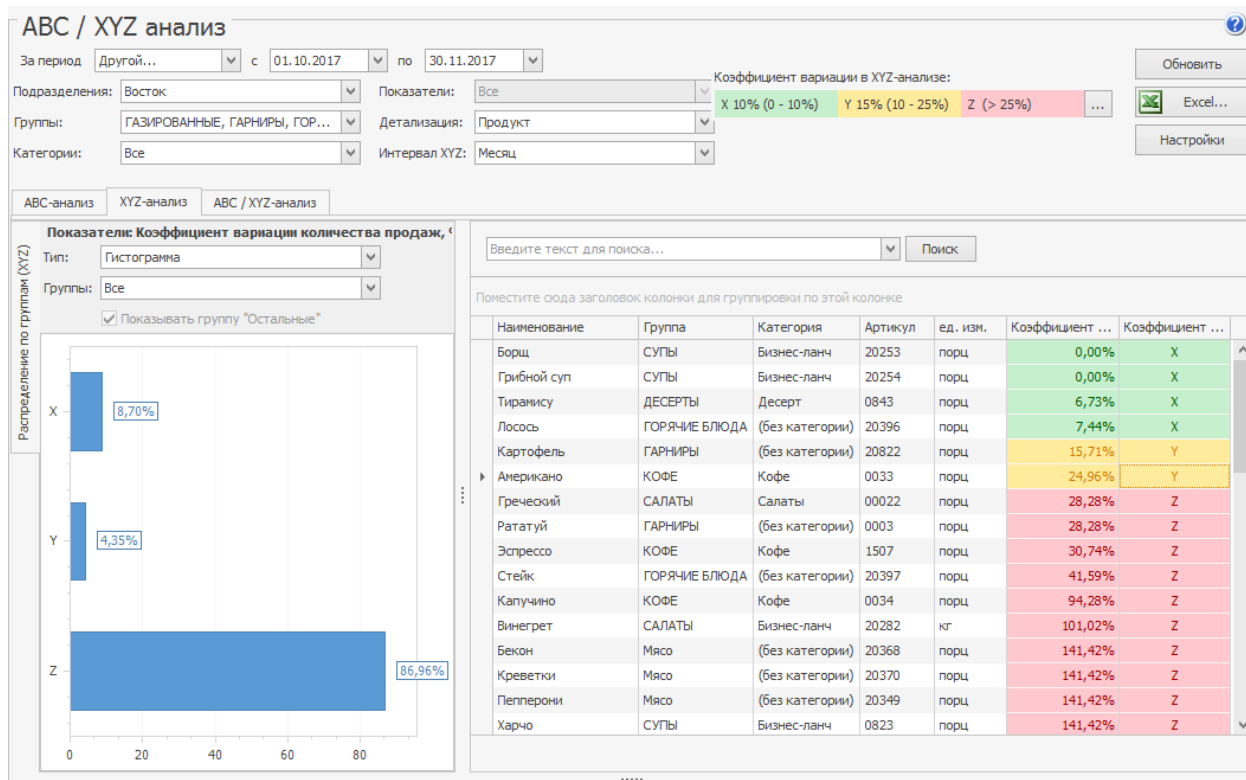 ABC / XYZ анализ
За период Другой... с 01.10.2017 по 30.11.2017
Подразделения: Восток Показатели: Все
Группы: ГАЗИРОВАННЫЕ, ГАРНИРЫ, ГОР... Детализация: Продукт
Категории: Все Интервал XYZ: Месяц
Коэффициент вариации в XYZ-анализе:
X 10% (0 - 10%) Y 15% (10 - 25%) Z (> 25%) ...
Обновить
Excel...
Настройки
ABC-анализ XYZ-анализ ABC / XYZ-анализ
Распределение по группам (XYZ)
Показатели: Коэффициент вариации количества продаж,
Тип: Гистограмма
Группы: Все
Показывать группу "Остальные"
X 8,70%
Y 4,35%
Z 86,96%
0 20 40 60 80
Введите текст для поиска... Поиск
Поместите сюда заголовок колонки для группировки по этой колонке
Наименование Группа Категория Артикул ед. изм. Коэффициент ... Коэффициент ...
Борщ СУПЫ Бизнес-ланч 20253 порц 0,00% X
Грибной суп СУПЫ Бизнес-ланч 20254 порц 0,00% X
Тирамису ДЕСЕРТЫ Десерт 0843 порц 6,73% X
Лосось ГОРЯЧИЕ БЛЮДА (без категории) 20396 порц 7,44% X
Картофель ГАРНИРЫ (без категории) 20822 порц 15,71% Y
Американо КОФЕ Кофе 0033 порц 24,96% Y
Греческий САЛАТЫ Салаты 00022 порц 28,28% Z
Рататуй ГАРНИРЫ (без категории) 0003 порц 28,28% Z
Эспрессо КОФЕ Кофе 1507 порц 30,74% Z
Стейк ГОРЯЧИЕ БЛЮДА (без категории) 20397 порц 41,59% Z
Капучино КОФЕ Кофе 0034 порц 94,28% Z
Винегрет САЛАТЫ Бизнес-ланч 20282 кг 101,02% Z
Бекон Мясо (без категории) 20368 порц 141,42% Z
Креветки Мясо (без категории) 20370 порц 141,42% Z
Пепперони Мясо (без категории) 20349 порц 141,42% Z
Харчо СУПЫ Бизнес-ланч 0823 порц 141,42% Z